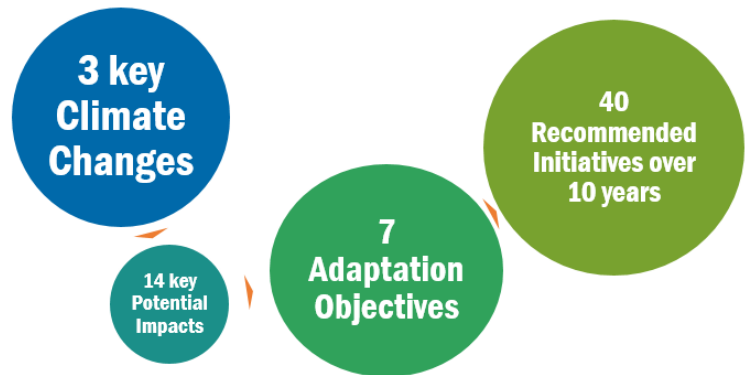 3 key
Climate
Changes
14 key
Potential
Impacts
7
Adaptation
Objectives
40
Recommended
Initiatives over
10 years